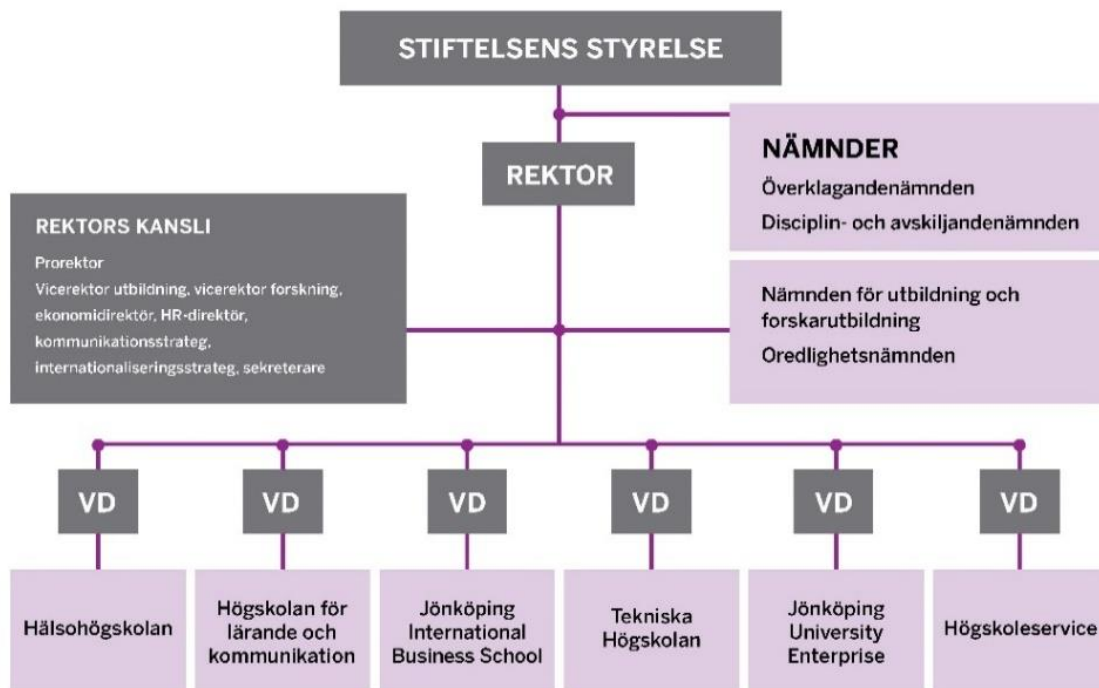 STIFTELSENS STYRELSE
REKTOR
NÄMNDER
Överklagandenämnden
Disciplin- och avskiljandenämnden
REKTORS KANSLI
Prorektor
Vicerektor utbildning, vicerektor forskning,
ekonomidirektör, HR-direktör,
kommunikationsstrateg,
internationaliseringsstrateg, sekreterare
Nämnden för utbildning och
forskarutbildning
Oredlighetsnämnden
VD
VD
VD
VD
VD
VD
Hälsohögskolan
Högskolan för
lärande och
kommunikation
Jönköping
International
Business School
Tekniska
Högskolan
Jönköping
University
Enterprise
Högskoleservice